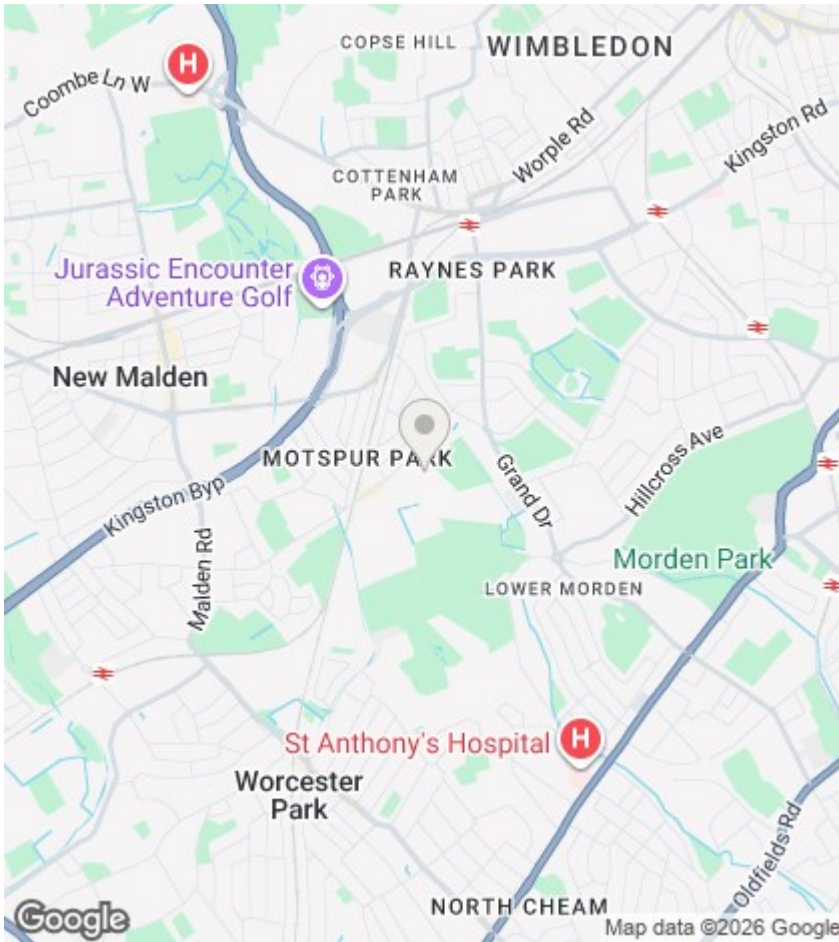 COPSE HILL
WIMBLEDON
H
Coombe Ln W
Worple Rd
Kingston Rd
COTTENHAM
PARK
Jurassic Encounter
Adventure Golf
RAYNES PARK
New Malden
MOTSPUR PARK
Hillcross Ave
Grand Dr
Kingston Byp
Malden Rd
Morden Park
LOWER MORDEN
St Anthony's Hospital
H
Worcester
Park
Oldfields Rd
NORTH CHEAM
Google
Map data ©2026 Google